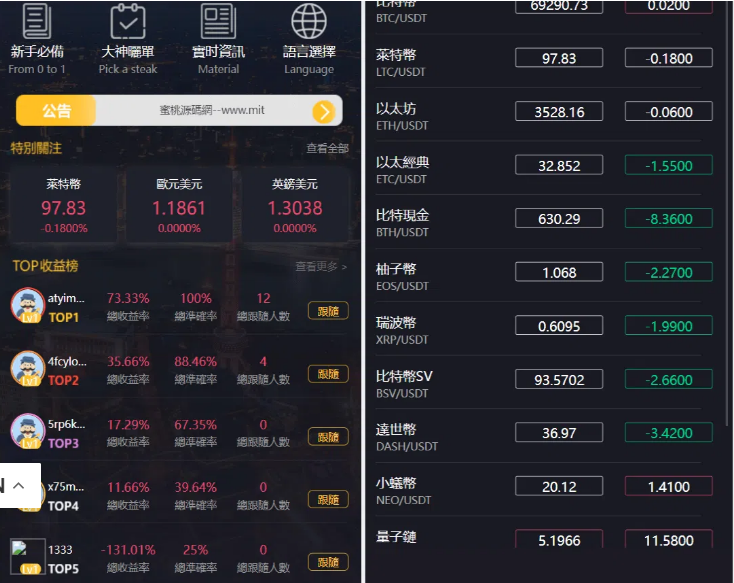 新手必備 大神曬單 實时資訊 語言選擇
From 0 to 1 Pick a steak Material Language
公告 蜜桃源碼網--www.mit
特別關注 查看全部
萊特幣 歐元美元 英鎊美元
97.83 1.1861 1.3038
-0.1800% 0.0000% 0.0000%
TOP收益榜 查看更多 >
atyim... 73.33% 100% 12 跟隨
Lv1 TOP1 總收益率 總準確率 總跟隨人數
4fcylo... 35.66% 88.46% 4 跟隨
Lv1 TOP2 總收益率 總準確率 總跟隨人數
5rp6k... 17.29% 67.35% 0 跟隨
Lv1 TOP3 總收益率 總準確率 總跟隨人數
x75m... 11.66% 39.64% 0 跟隨
TOP4 總收益率 總準確率 總跟隨人數
1333 -131.01% 25% 0 跟隨
Lv1 TOP5 總收益率 總準確率 總跟隨人數
比特幣 69290.73 0.0200
BTC/USDT
萊特幣 97.83 -0.1800
LTC/USDT
以太坊 3528.16 -0.0600
ETH/USDT
以太經典 32.852 -1.5500
ETC/USDT
比特現金 630.29 -8.3600
BTH/USDT
柚子幣 1.068 -2.2700
EOS/USDT
瑞波幣 0.6095 -1.9900
XRP/USDT
比特幣SV 93.5702 -2.6600
BSV/USDT
達世幣 36.97 -3.4200
DASH/USDT
小蟻幣 20.12 1.4100
NEO/USDT
量子鏈 5.1966 11.5800